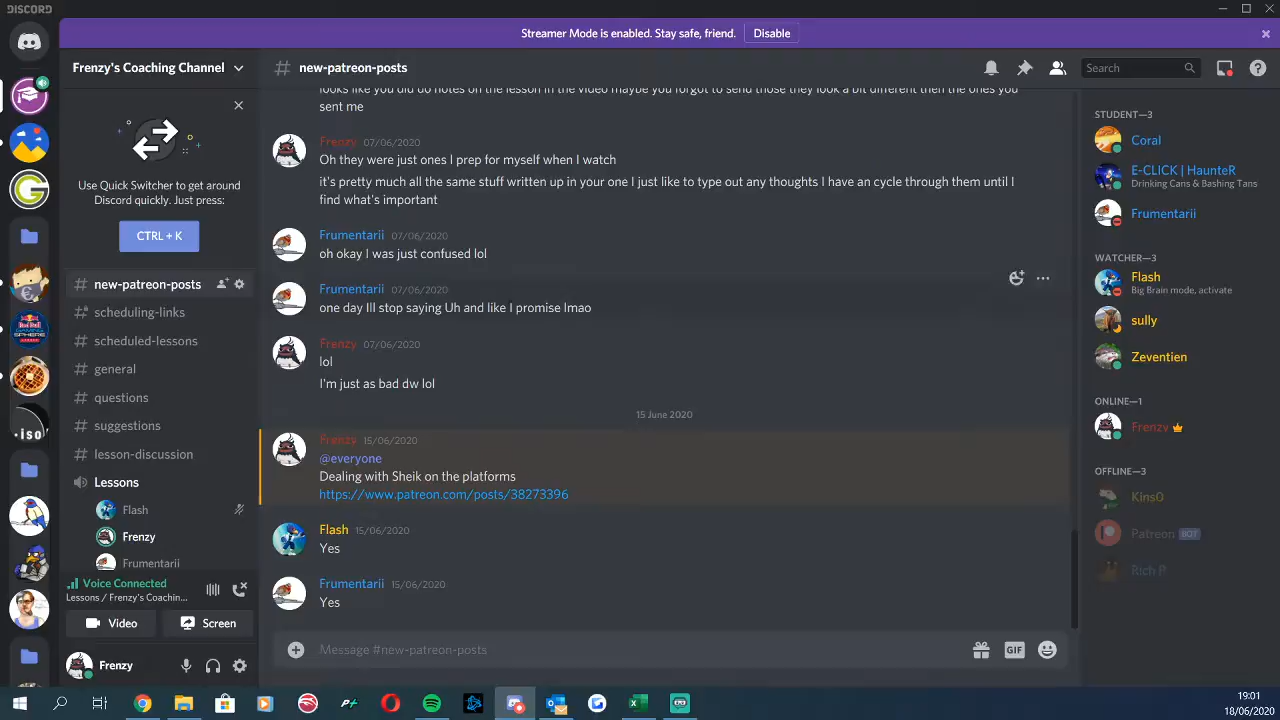 DISCORD
Streamer Mode is enabled. Stay safe, friend. Disable
Frenzy's Coaching Channel
Use Quick Switcher to get around
Discord quickly. Just press:
CTRL + K
new-patreon-posts
scheduling-links
scheduled-lessons
general
questions
suggestions
lesson-discussion
Lessons
Flash
Frenzy
Frumentarii
Voice Connected
Lessons / Frenzy's Coachin...
Video
Screen
Frenzy
# new-patreon-posts
Search
looks like you did do notes on the lesson in the video maybe you forgot to send those they look a bit different then the ones you
sent me
Frenzy 07/06/2020
Oh they were just ones I prep for myself when I watch
it's pretty much all the same stuff written up in your one I just like to type out any thoughts I have an cycle through them until I
find what's important
Frumentarii 07/06/2020
oh okay I was just confused lol
Frumentarii 07/06/2020
one day Ill stop saying Uh and like I promise lmao
Frenzy 07/06/2020
lol
I'm just as bad dw lol
15 June 2020
Frenzy 15/06/2020
@everyone
Dealing with Sheik on the platforms
https://www.patreon.com/posts/38273396
Flash 15/06/2020
Yes
Frumentarii 15/06/2020
Yes
Message #new-patreon-posts
GIF
STUDENT—3
Coral
E-CLICK | HaunteR
Drinking Cans & Bashing Tans
Frumentarii
WATCHER—3
Flash
Big Brain mode, activate
sully
Zeventien
ONLINE—1
Frenzy
OFFLINE—3
Kins0
Patreon BOT
Rich P
.iso
19:01
18/06/2020